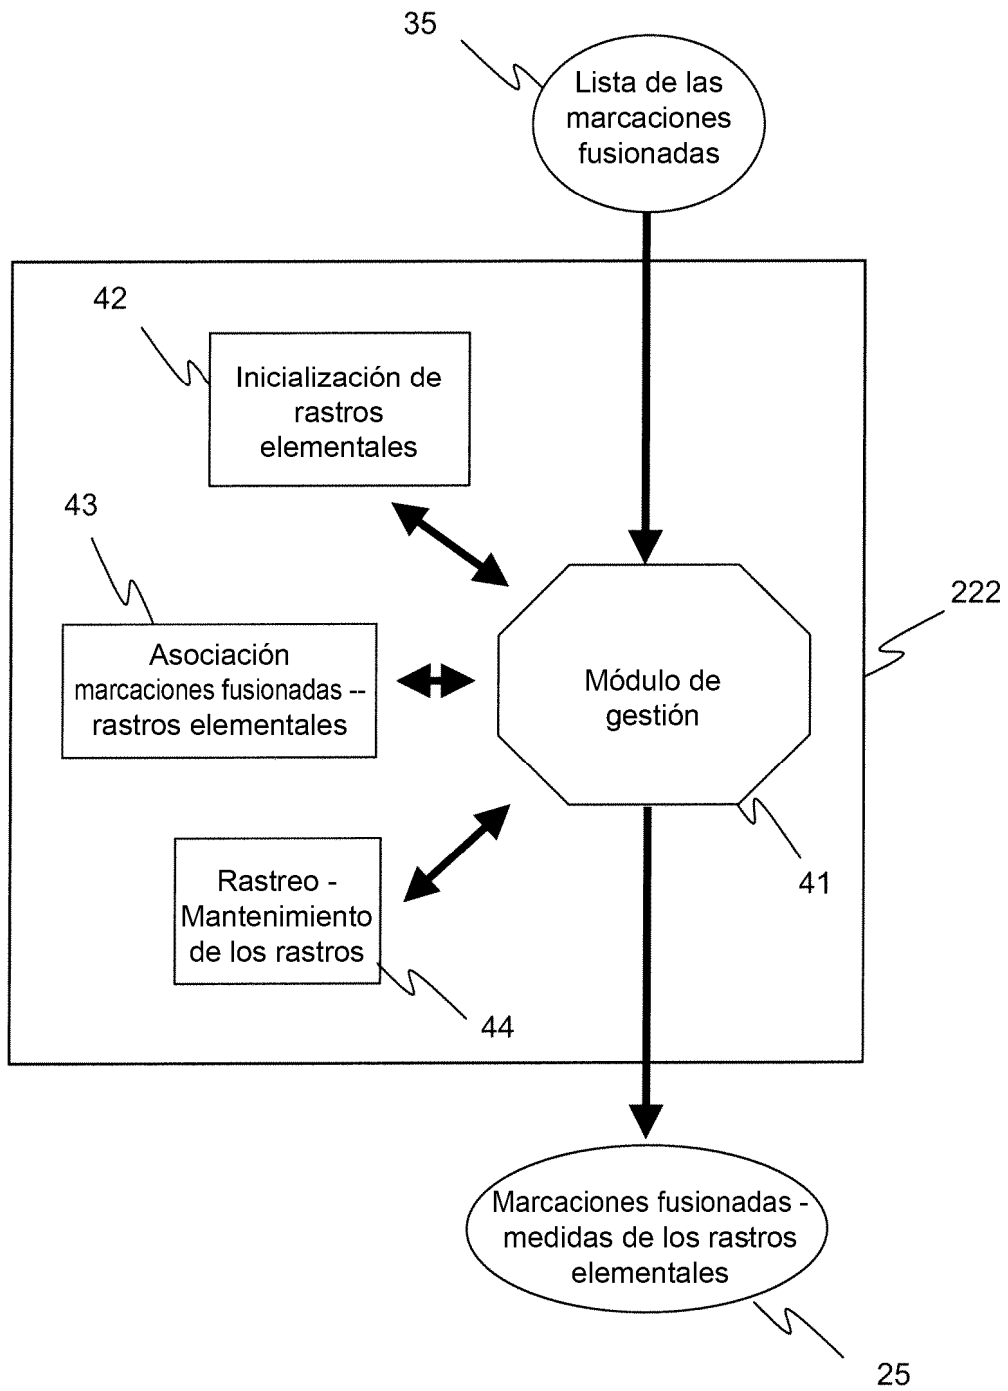 35
Lista de las
marcaciones
fusionadas
42
Inicialización de
rastros
elementales
43
Asociación
marcaciones fusionadas --
rastros elementales
222
Módulo de
gestión
41
Rastreo -
Mantenimiento
de los rastros
44
Marcaciones fusionadas -
medidas de los rastros
elementales
25